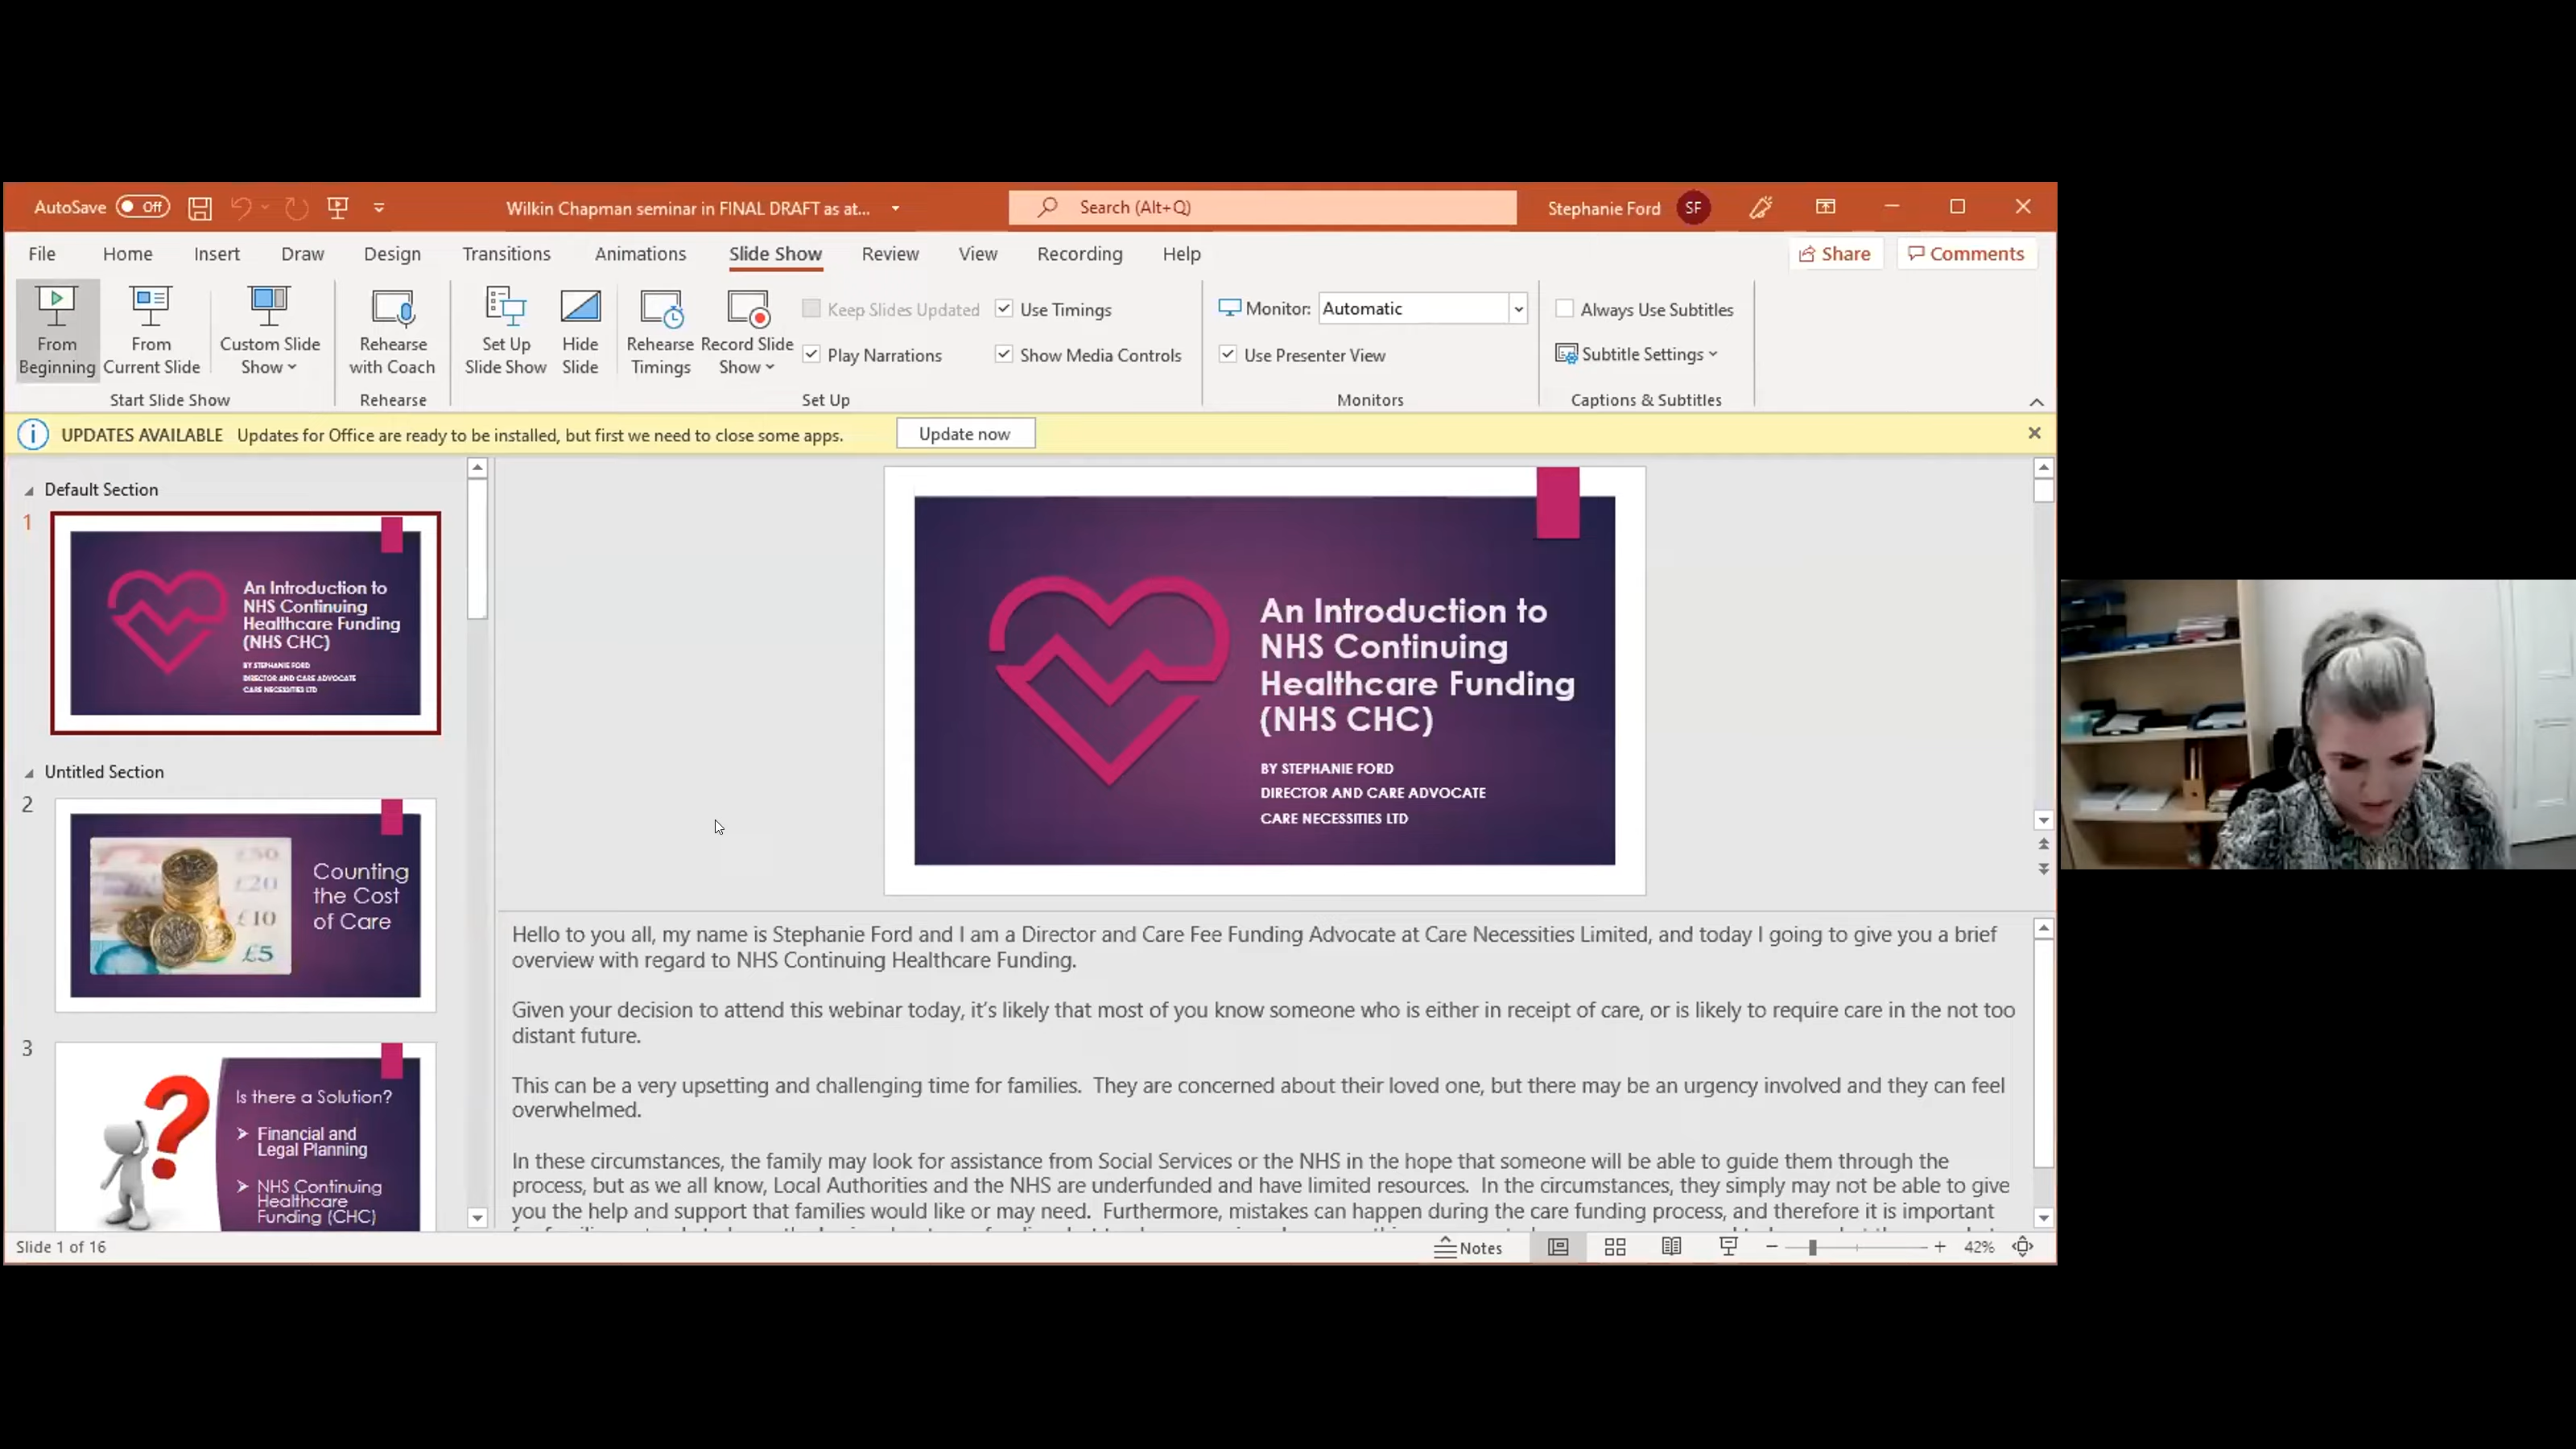 AutoSave Off
Wilkin Chapman seminar in FINAL DRAFT as at...
Search (Alt+Q)
Stephanie Ford SF
File Home Insert Draw Design Transitions Animations Slide Show Review View Recording Help
Share Comments
From Beginning
From Current Slide
Custom Slide Show
Start Slide Show
Rehearse with Coach
Rehearse
Set Up Slide Show
Hide Slide
Rehearse Timings
Record Slide Show
Keep Slides Updated
Play Narrations
Use Timings
Show Media Controls
Set Up
Monitor: Automatic
Use Presenter View
Monitors
Always Use Subtitles
Subtitle Settings
Captions & Subtitles
UPDATES AVAILABLE Updates for Office are ready to be installed, but first we need to close some apps. Update now
Default Section
1
An Introduction to
NHS Continuing
Healthcare Funding
(NHS CHC)
BY STEPHANIE FORD
DIRECTOR AND CARE ADVOCATE
CARE NECESSITIES LTD
Untitled Section
2
£50
£20
£10
£5
Counting
the Cost
of Care
3
Is there a Solution?
Financial and
Legal Planning
NHS Continuing
Healthcare
Funding (CHC)
An Introduction to
NHS Continuing
Healthcare Funding
(NHS CHC)
BY STEPHANIE FORD
DIRECTOR AND CARE ADVOCATE
CARE NECESSITIES LTD
Hello to you all, my name is Stephanie Ford and I am a Director and Care Fee Funding Advocate at Care Necessities Limited, and today I going to give you a brief
overview with regard to NHS Continuing Healthcare Funding.
Given your decision to attend this webinar today, it's likely that most of you know someone who is either in receipt of care, or is likely to require care in the not too
distant future.
This can be a very upsetting and challenging time for families. They are concerned about their loved one, but there may be an urgency involved and they can feel
overwhelmed.
In these circumstances, the family may look for assistance from Social Services or the NHS in the hope that someone will be able to guide them through the
process, but as we all know, Local Authorities and the NHS are underfunded and have limited resources. In the circumstances, they simply may not be able to give
you the help and support that families would like or may need. Furthermore, mistakes can happen during the care funding process, and therefore it is important
Slide 1 of 16
Notes
42%